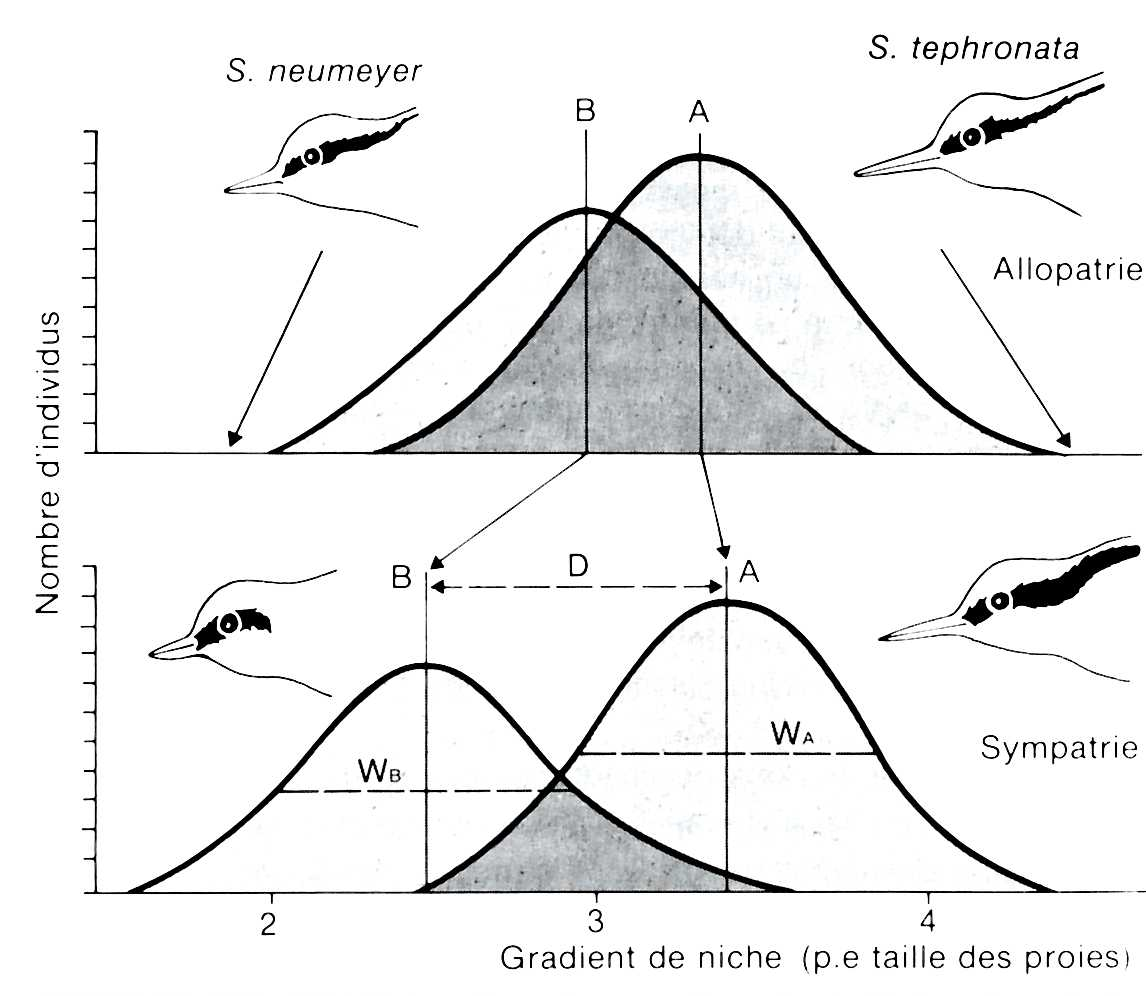 S. neumeyer
S. tephronata
B
A
Allopatrie
Nombre d'individus
B
D
A
WA
WB
Sympatrie
2
3
4
Gradient de niche (p.e taille des proies)